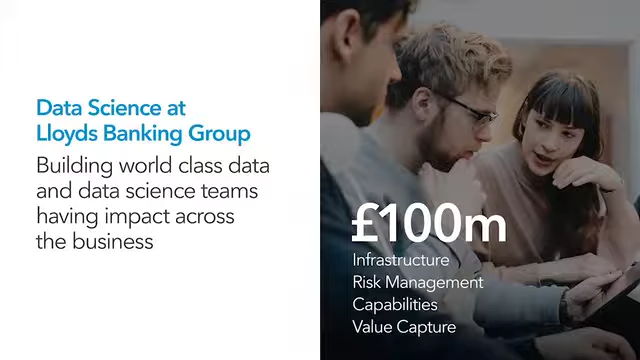 Data Science at
Lloyds Banking Group
Building world class data
and data science teams
having impact across
the business
£100m
Infrastructure
Risk Management
Capabilities
Value Capture